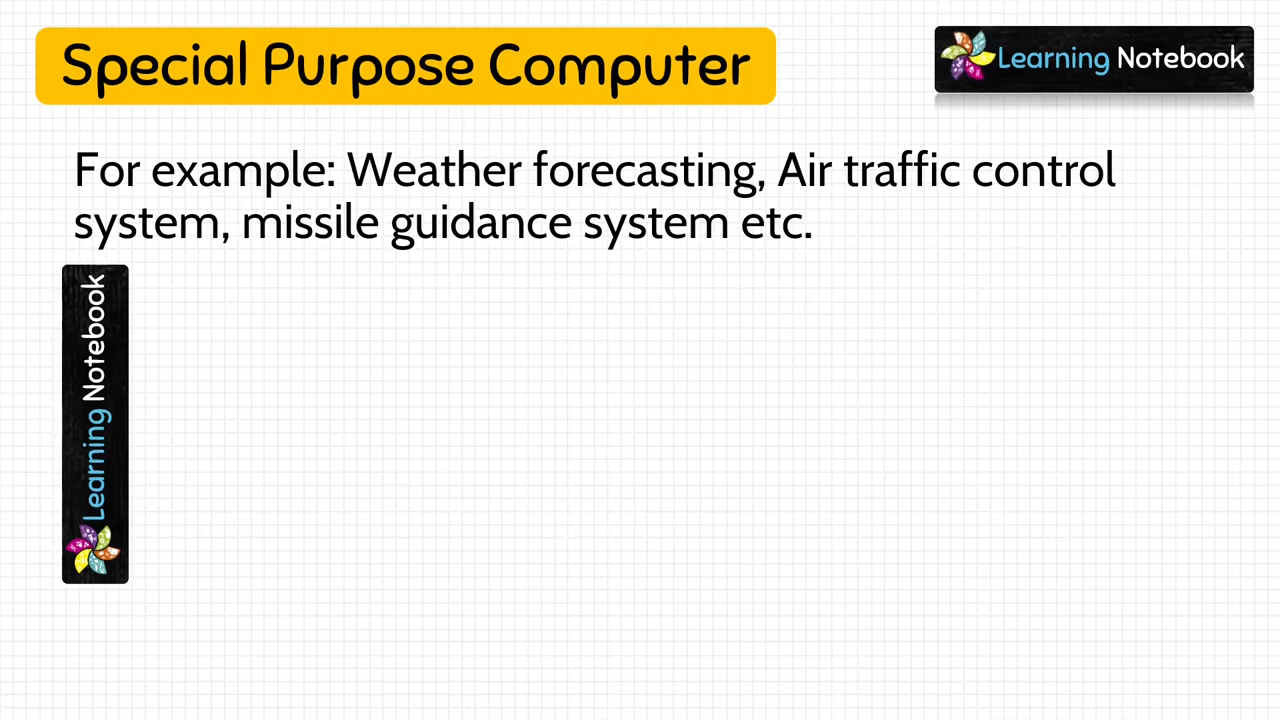 Special Purpose Computer
Learning Notebook
For example: Weather forecasting, Air traffic control
system, missile guidance system etc.
Learning Notebook